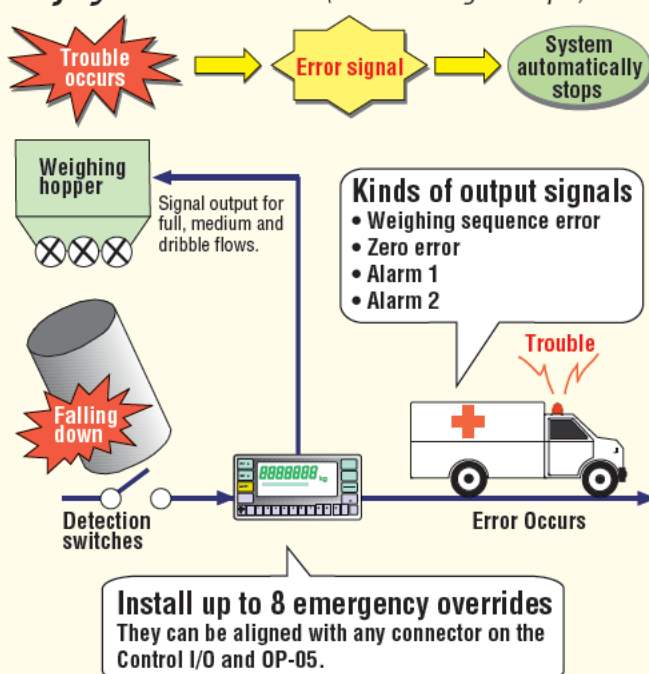 Trouble
occurs
Error signal
System
automatically
stops
Weighing
hopper
Signal output for
full, medium and
dribble flows.
Kinds of output signals
• Weighing sequence error
• Zero error
• Alarm 1
• Alarm 2
Trouble
Falling
down
8888888 kg
Detection
switches
Error Occurs
Install up to 8 emergency overrides
They can be aligned with any connector on the
Control I/O and OP-05.